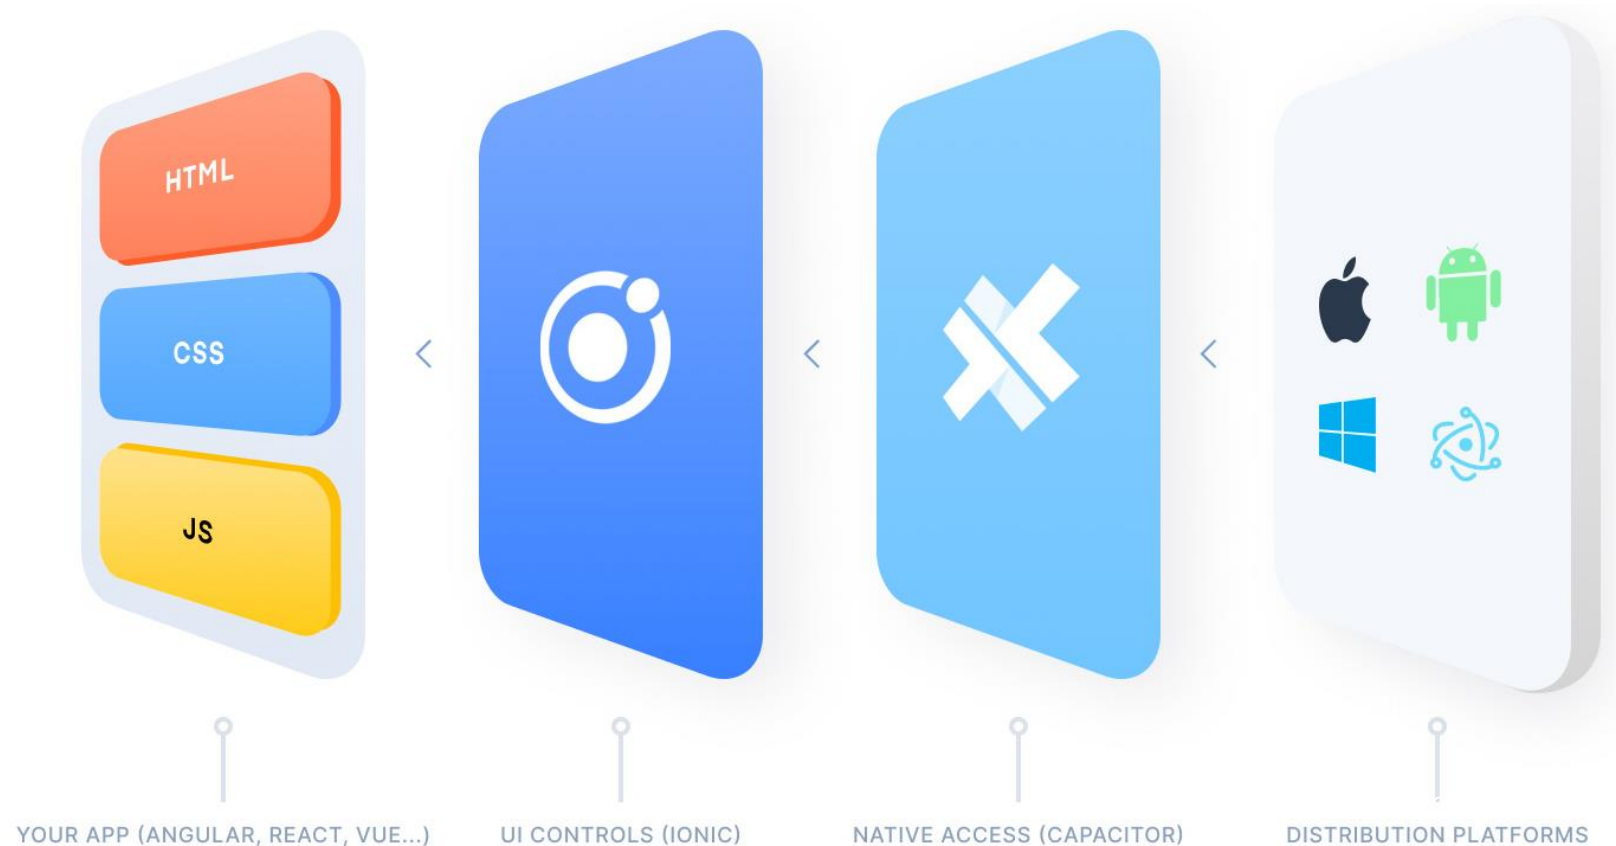 HTML
CSS
JS
YOUR APP (ANGULAR, REACT, VUE...)
UI CONTROLS (IONIC)
NATIVE ACCESS (CAPACITOR)
DISTRIBUTION PLATFORMS